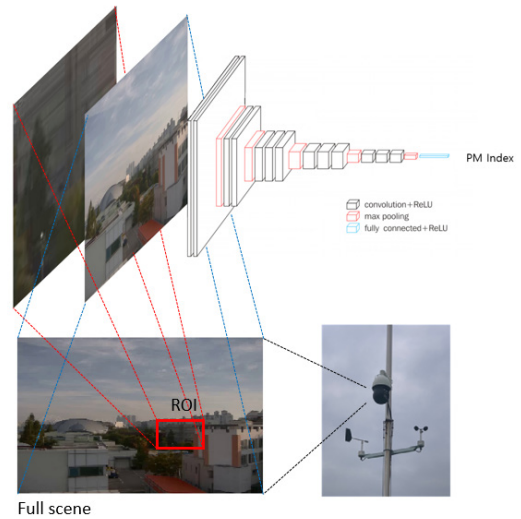 PM Index
convolution+ReLU
max pooling
fully connected+ReLU
ROI
Full scene